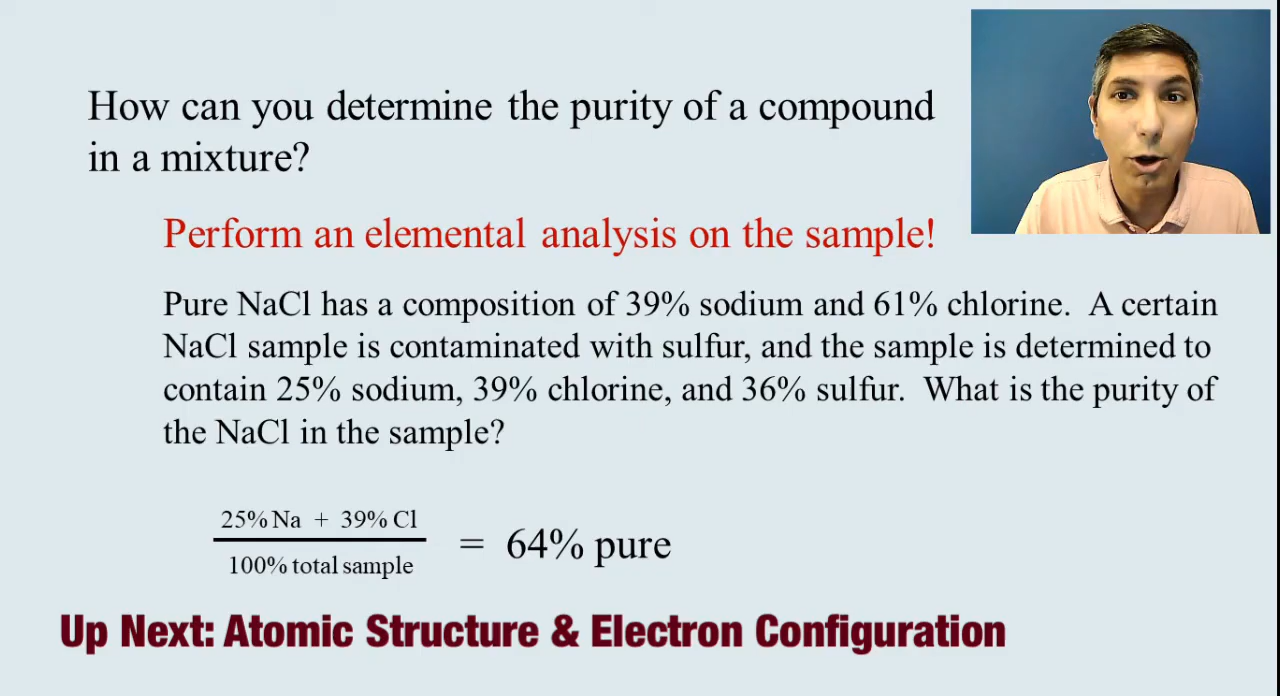 How can you determine the purity of a compound
in a mixture?
Perform an elemental analysis on the sample!
Pure NaCl has a composition of 39% sodium and 61% chlorine. A certain
NaCl sample is contaminated with sulfur, and the sample is determined to
contain 25% sodium, 39% chlorine, and 36% sulfur. What is the purity of
the NaCl in the sample?
25% Na + 39% Cl
100% total sample
= 64% pure
Up Next: Atomic Structure & Electron Configuration